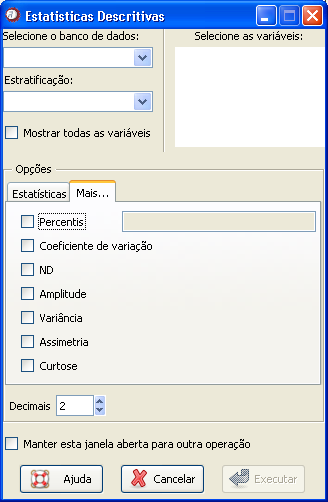 Estatisticas Descritivas
Selecione o banco de dados:
Selecione as variáveis:
Estratificação:
Mostrar todas as variáveis
Opções
Estatísticas
Mais...
Percentis
Coeficiente de variação
ND
Amplitude
Variância
Assimetria
Curtose
Decimais 2
Manter esta janela aberta para outra operação
Ajuda
Cancelar
Executar